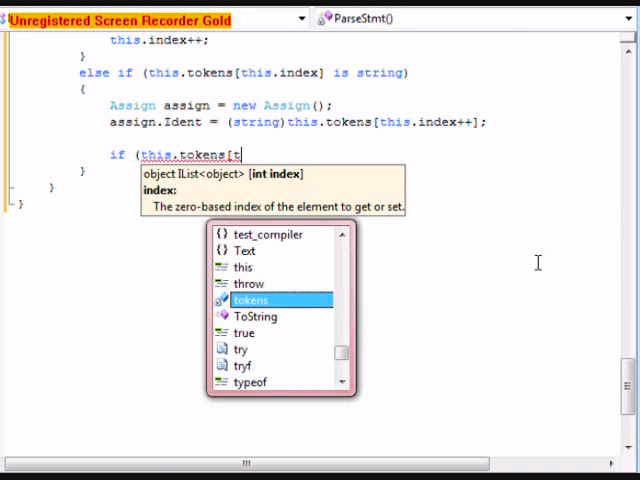 Unregistered Screen Recorder Gold
ParseStmt()
this.index++;
}
else if (this.tokens[this.index] is string)
{
Assign assign = new Assign();
assign.Ident = (string)this.tokens[this.index++];
if (this.tokens[t
}
object IList<object> [int index]
index:
The zero-based index of the element to get or set.
}
}
{} test_compiler
{} Text
this
throw
tokens
ToString
true
try
tryf
typeof